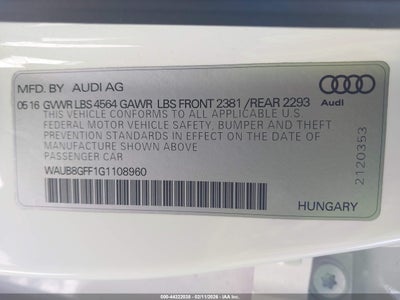 MFD. BY AUDI AG
05 16 GVWR LBS 4564 GAWR LBS FRONT 2381 / REAR 2293
Audi
THIS VEHICLE CONFORMS TO ALL APPLICABLE U.S.
FEDERAL MOTOR VEHICLE SAFETY, BUMPER AND THEFT
PREVENTION STANDARDS IN EFFECT ON THE DATE OF
MANUFACTURE SHOWN ABOVE
PASSENGER CAR
WAUB8GFF1G1108960
HUNGARY
2120353
000-44322038 - 02/11/2026 - IAA Inc. (C)